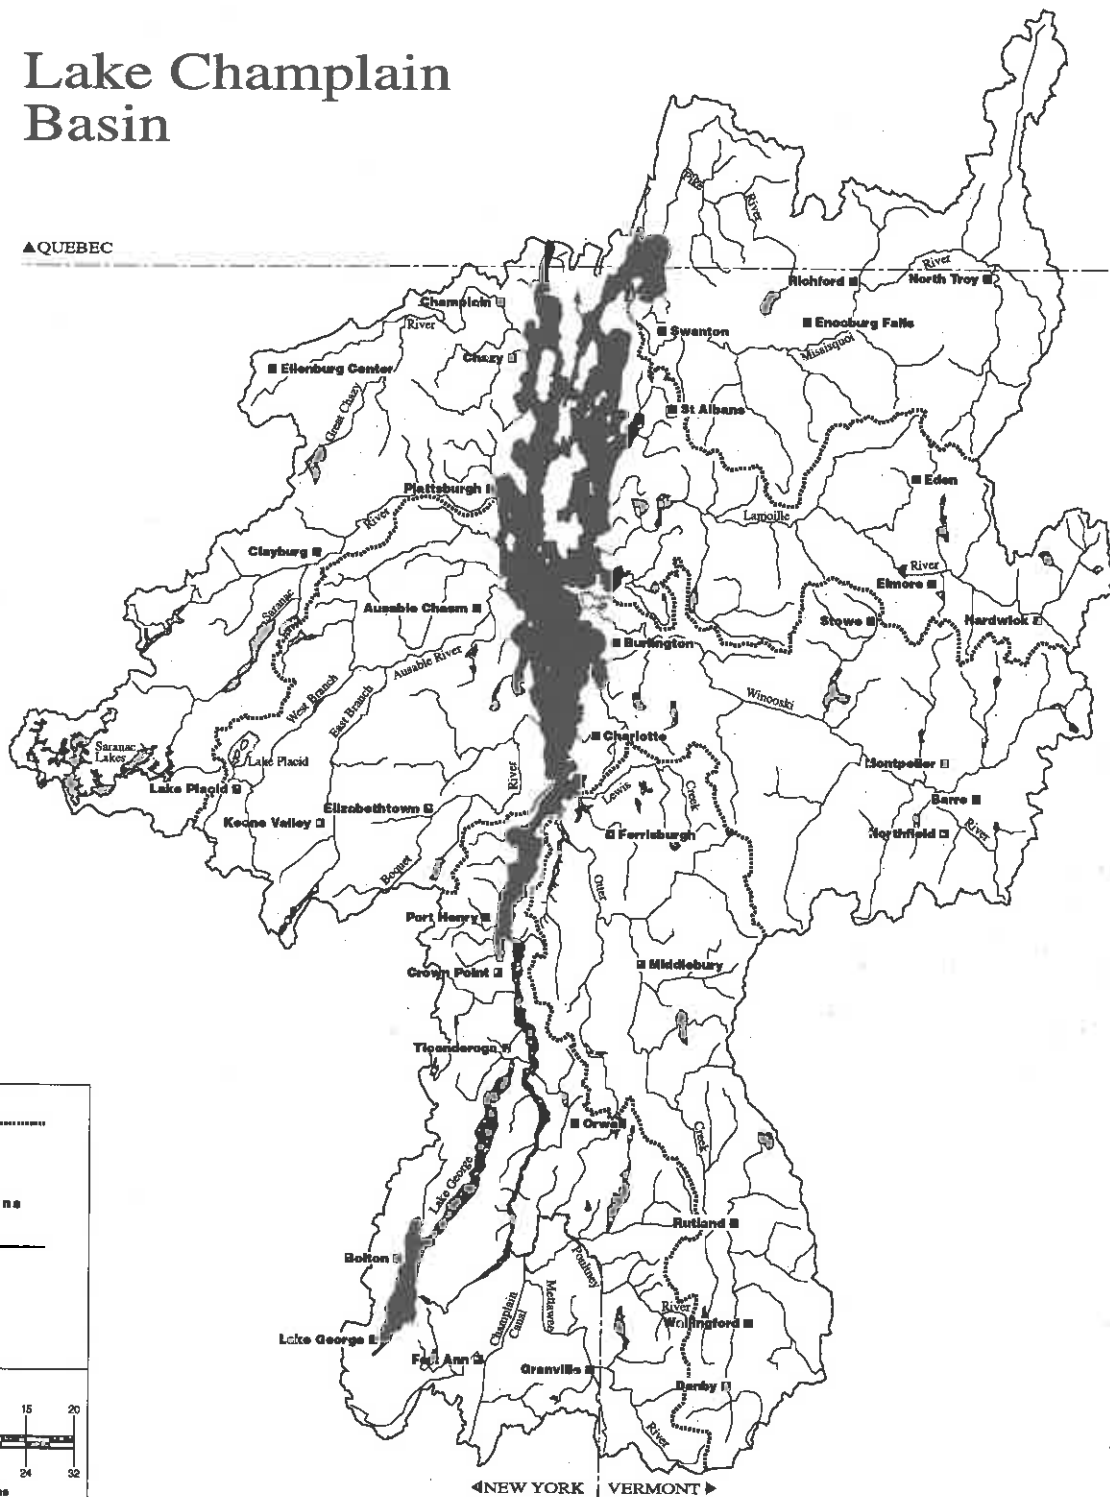 Lake Champlain
Basin
▲QUEBEC
Pike
River
River
Richford
North Troy
Champlain
River
Enosburg Falls
Swanton
Missisquoi
Chazy
Ellenburg Center
Great Chazy
St Albans
Eden
Plattsburgh
River
Lamoille
Clayburg
River
Elmore
Saranac
Ausable Chasm
Stowe
Hardwick
Burlington
Ausable River
West Branch
East Branch
Winooski
Charlotte
Saranac
Lakes
Lake Placid
Montpelier
River
Lake Placid
Lewis
Creek
Barre
Elizabethtown
Keene Valley
Ferrisburgh
Northfield
River
Boquet
Otter
Port Henry
Middlebury
Crown Point
Ticonderoga
Orwell
Creek
Lake George
Rutland
Bolton
Poultney
Mettawee
River
Champlain
Canal
Wallingford
Lake George
Fort Ann
Granville
Danby
River
ns
15 20
24 32
◀NEW YORK VERMONT▶